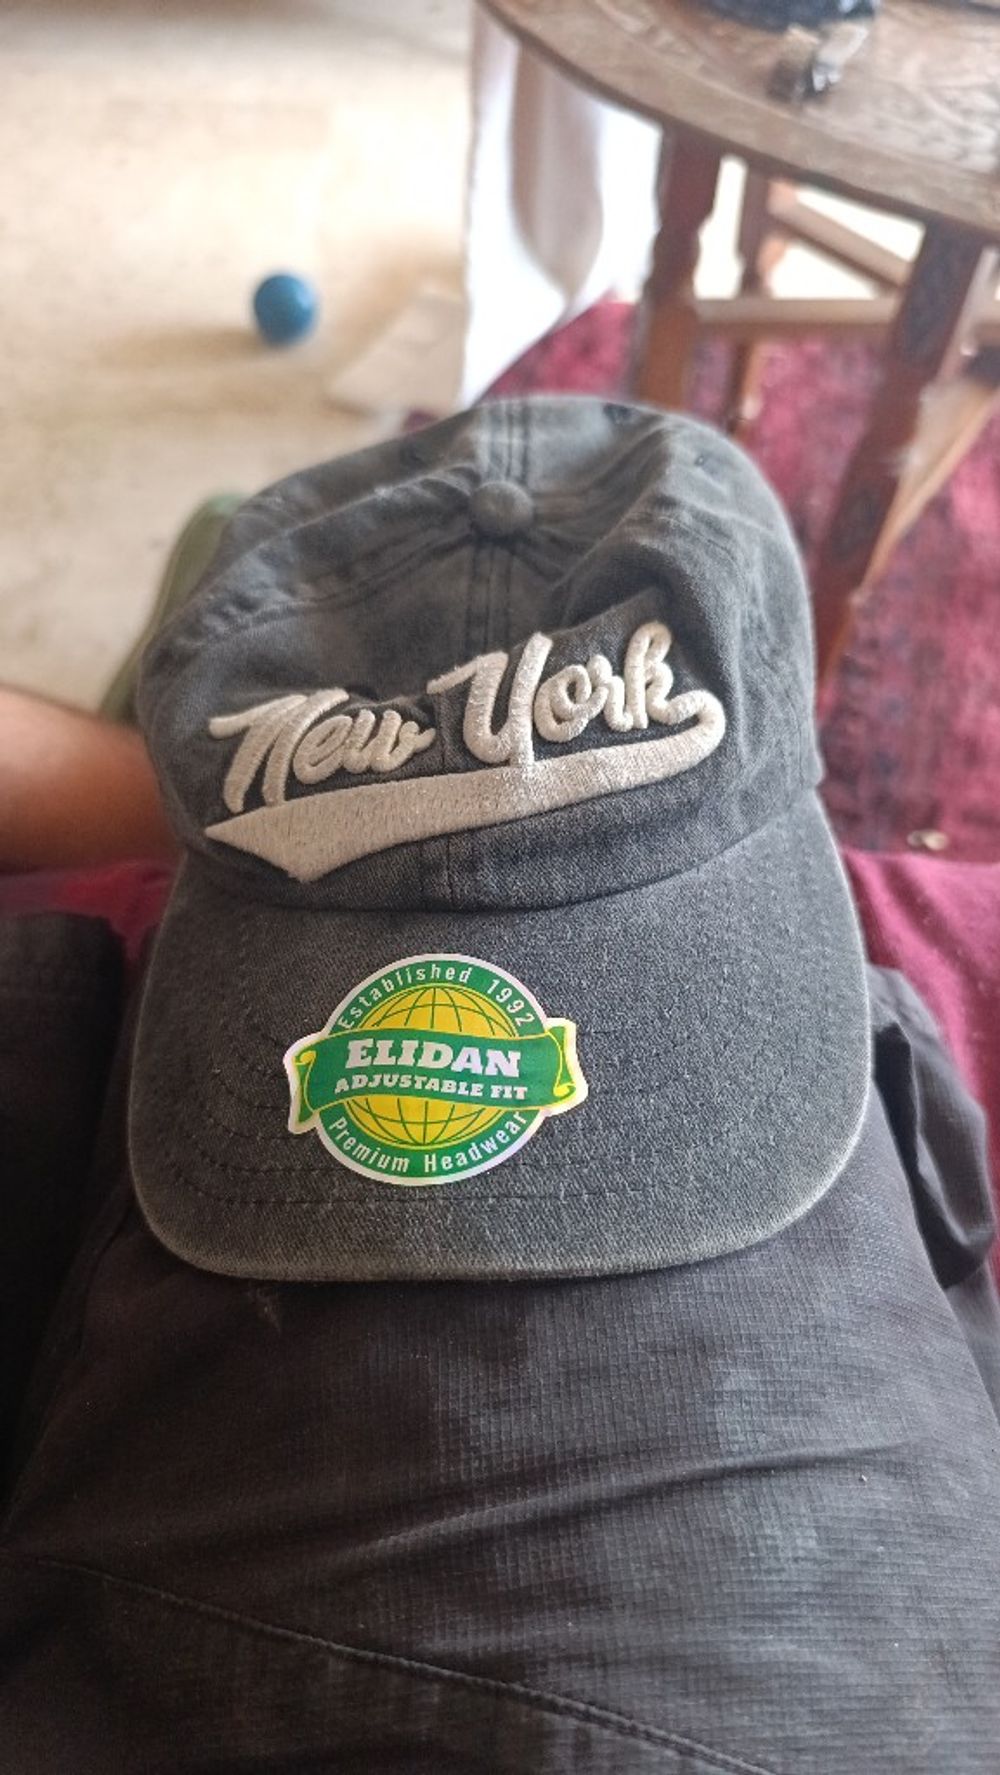 New York
Established 1992
ELIDAN
ADJUSTABLE FIT
Premium Headwear